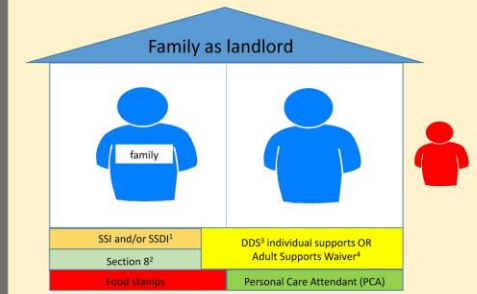 Family as landlord
family
SSI and/or SSDI¹
Section 8²
Food stamps
DDS³ individual supports OR
Adult Supports Waiver⁴
Personal Care Attendant (PCA)